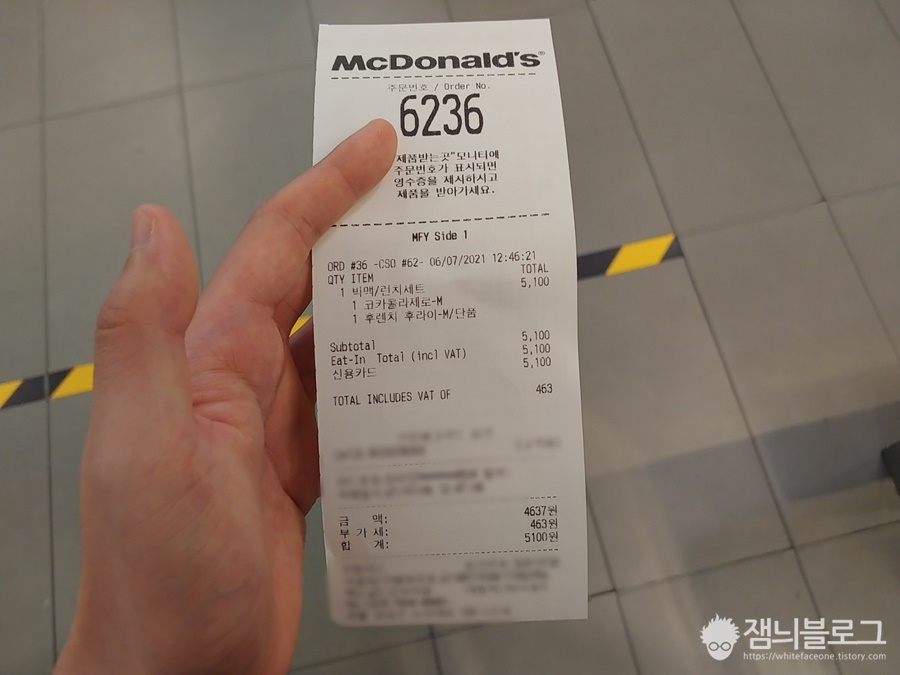 McDonald's®
주문번호 / Order No.
6236
제품받는곳"모니터에
주문번호가 표시되면
영수증을 제시하시고
제품을 받아가세요.
MFY Side 1
ORD #36 -CSO #62- 06/07/2021 12:46:21
QTY ITEM TOTAL
1 빅맥/런치세트 5,100
1 코카콜라제로-M
1 후렌치 후라이-M/단품
Subtotal 5,100
Eat-In Total (incl VAT) 5,100
신용카드 5,100
TOTAL INCLUDES VAT OF 463
금 액: 4637원
부 가 세: 463원
합 계: 5100원
잼늬블로그
https://whitefaceone.tistory.com